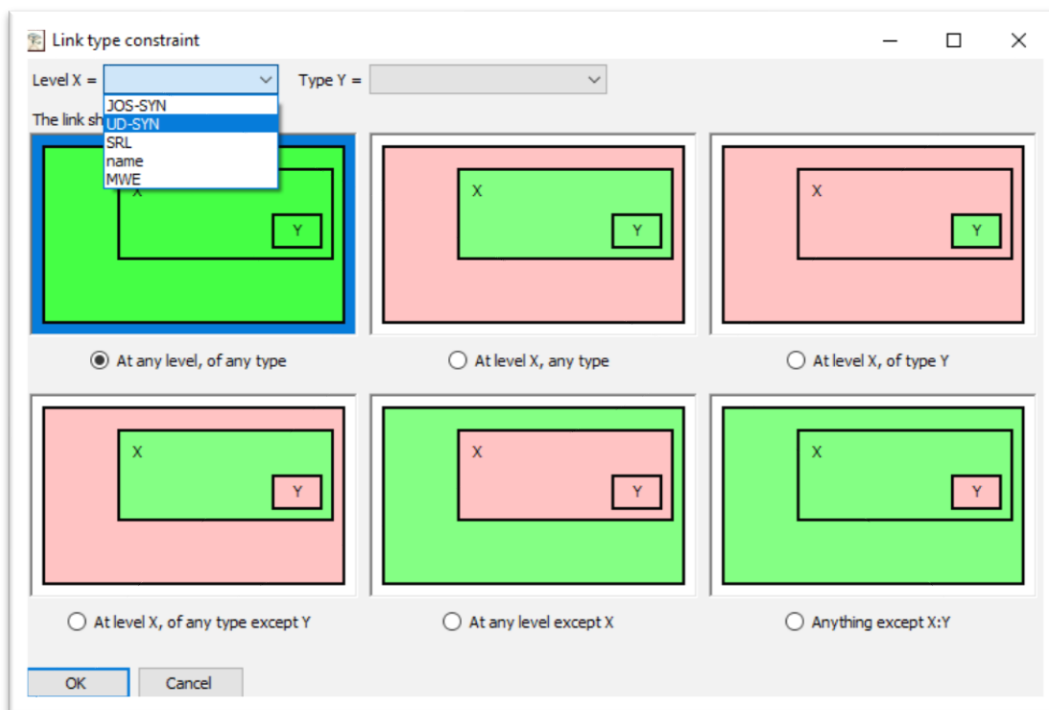 Link type constraint
Level X = Type Y =
JOS-SYN
The link sh
UD-SYN
SRL
name
MWE
X
Y
X
Y
X
Y
At any level, of any type
At level X, any type
At level X, of type Y
X
Y
X
Y
X
Y
At level X, of any type except Y
At any level except X
Anything except X:Y
OK
Cancel